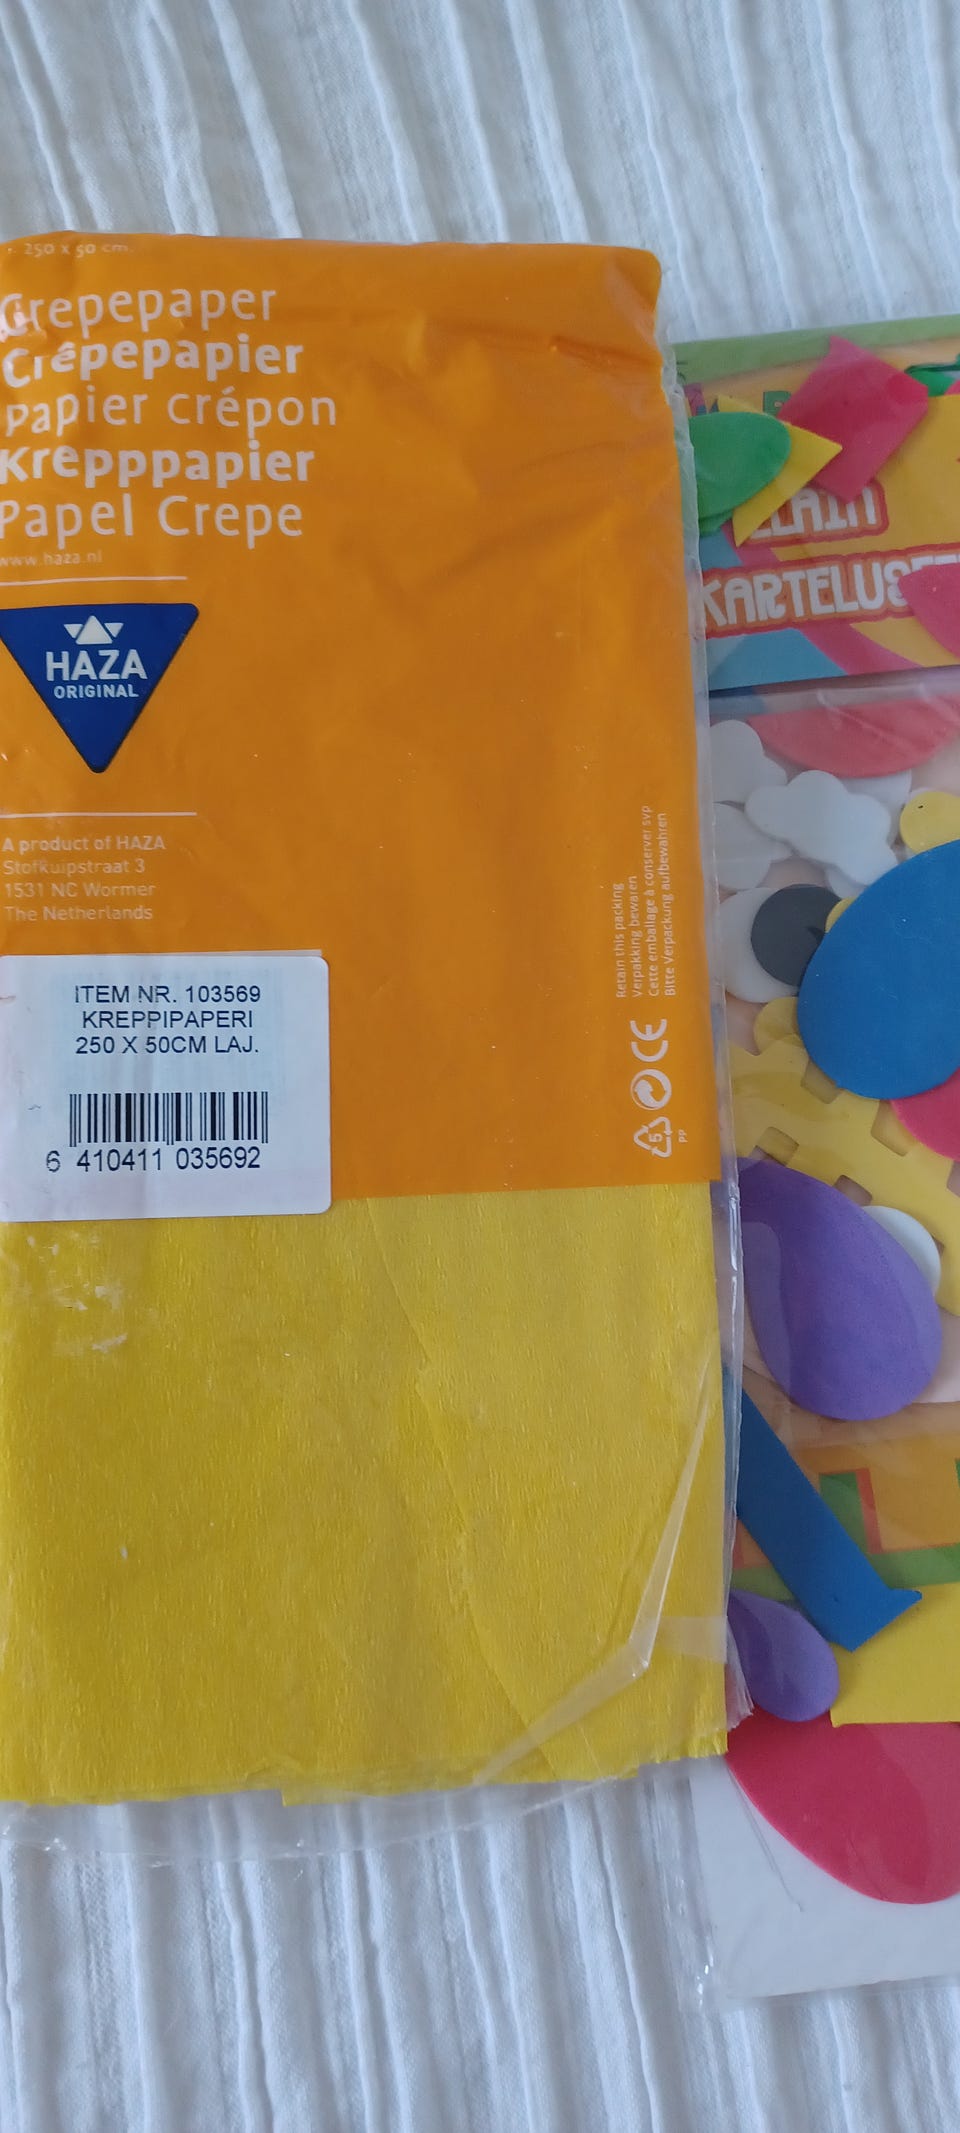 250 x 50 cm.
Crepepaper
Crêpepapier
Papier crépon
Krepppapier
Papel Crepe
www.haza.nl
HAZA
ORIGINAL
A product of HAZA
Stofkuipstraat 3
1531 NC Wormer
The Netherlands
ITEM NR. 103569
KREPPIPAPERI
250 X 50CM LAJ.
6 410411 035692
Retain this packing
Verpakking bewaren
Cette emballage à conserver svp
Bitte Verpackung aufbewahren
CE
5
PP